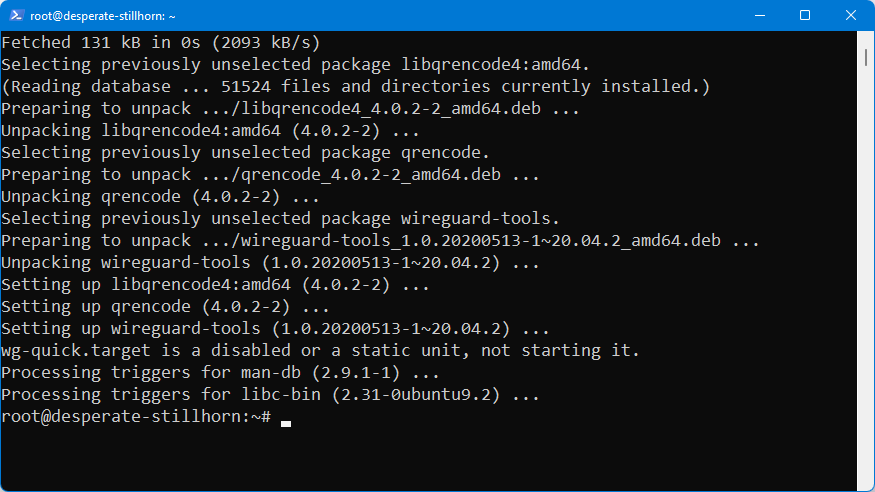 root@desperate-stillhorn: ~
Fetched 131 kB in 0s (2093 kB/s)
Selecting previously unselected package libqrencode4:amd64.
(Reading database ... 51524 files and directories currently installed.)
Preparing to unpack .../libqrencode4_4.0.2-2_amd64.deb ...
Unpacking libqrencode4:amd64 (4.0.2-2) ...
Selecting previously unselected package qrencode.
Preparing to unpack .../qrencode_4.0.2-2_amd64.deb ...
Unpacking qrencode (4.0.2-2) ...
Selecting previously unselected package wireguard-tools.
Preparing to unpack .../wireguard-tools_1.0.20200513-1~20.04.2_amd64.deb ...
Unpacking wireguard-tools (1.0.20200513-1~20.04.2) ...
Setting up libqrencode4:amd64 (4.0.2-2) ...
Setting up qrencode (4.0.2-2) ...
Setting up wireguard-tools (1.0.20200513-1~20.04.2) ...
wg-quick.target is a disabled or a static unit, not starting it.
Processing triggers for man-db (2.9.1-1) ...
Processing triggers for libc-bin (2.31-0ubuntu9.2) ...
root@desperate-stillhorn:~#